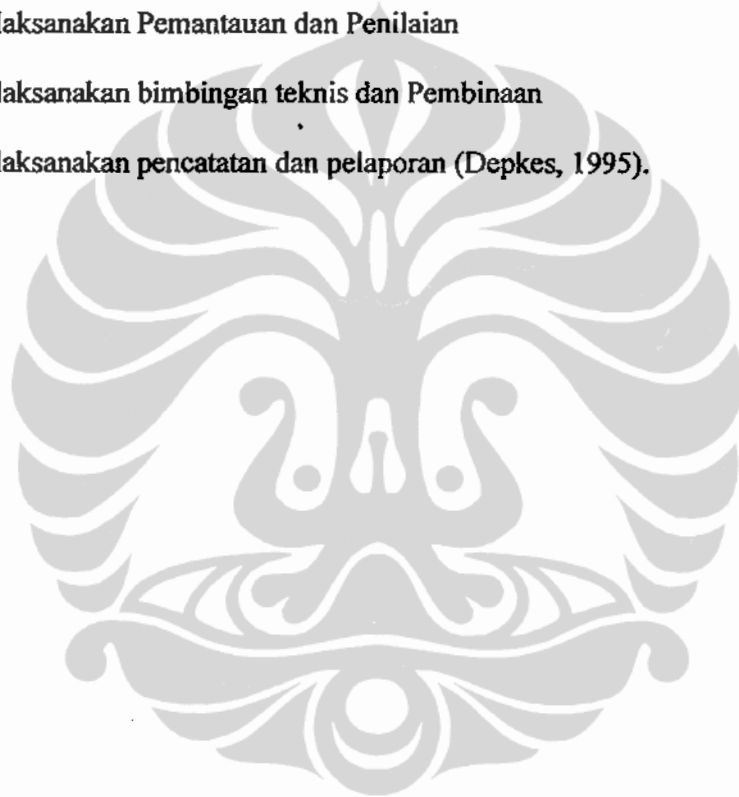 laksanakan Pemantauan dan Penilaian
laksanakan bimbingan teknis dan Pembinaan
laksanakan pencatatan dan pelaporan (Depkes, 1995).